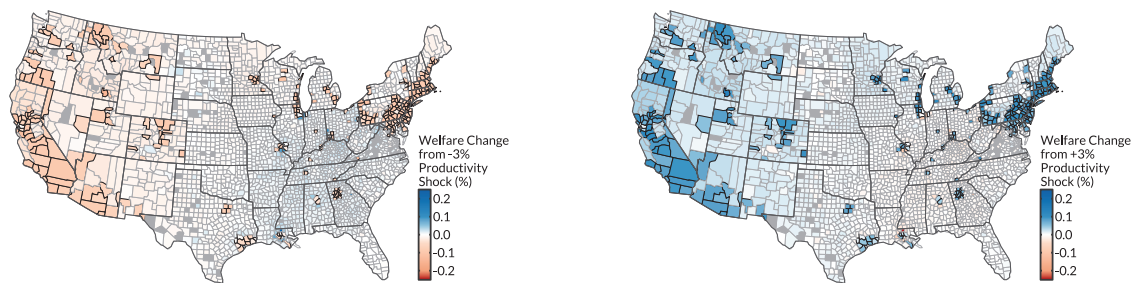 Welfare Change
from -3%
Productivity
Shock (%)
0.2
0.1
0.0
-0.1
-0.2
Welfare Change
from +3%
Productivity
Shock (%)
0.2
0.1
0.0
-0.1
-0.2